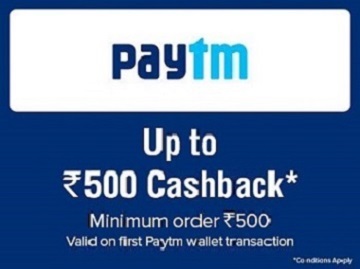 paytm
Up to
₹500 Cashback*
Minimum order ₹500
Valid on first Paytm wallet transaction
*Conditions Apply